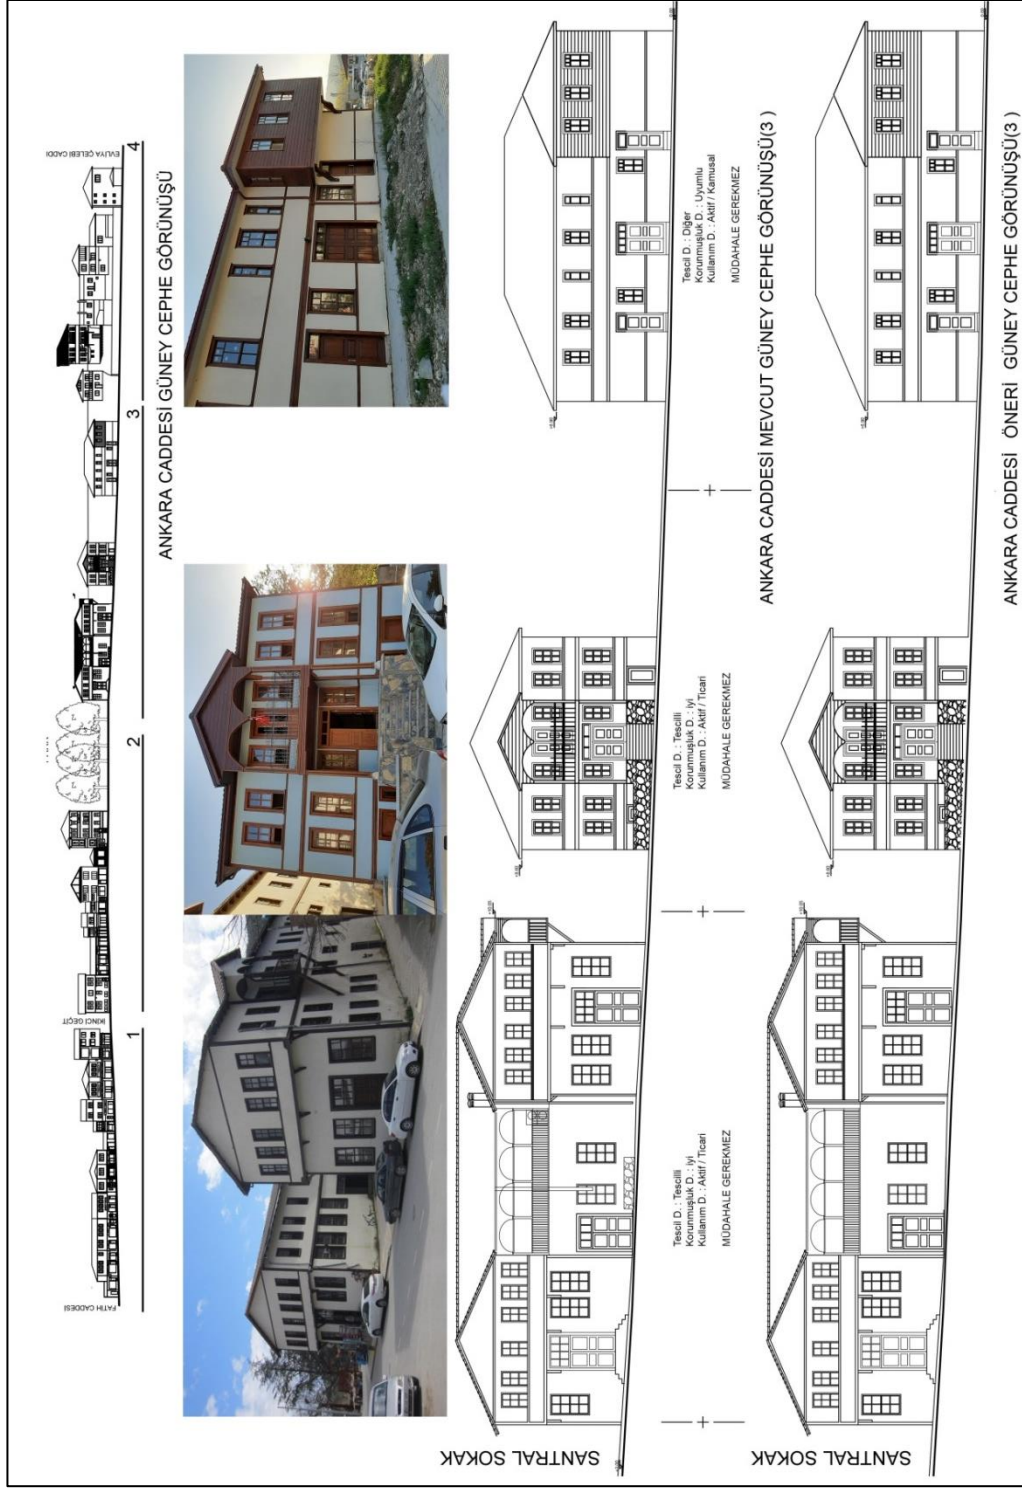 FATİH CADDESİ
İKİNCİ GEÇİT
EVLİYA ÇELEBİ CADDİ
1
2
3
4
ANKARA CADDESİ GÜNEY CEPHE GÖRÜNÜŞÜ
SANTRAL SOKAK
Tescil D. : Tescilli
Korunmuşluk D. : İyi
Kullanım D. : Aktif / Ticari
MÜDAHALE GEREKMEZ
Tescil D. : Tescilli
Korunmuşluk D. : İyi
Kullanım D. : Aktif / Ticari
MÜDAHALE GEREKMEZ
Tescil D. : Diğer
Korunmuşluk D. : Uyumlu
Kullanım D. : Aktif / Kamusal
MÜDAHALE GEREKMEZ
ANKARA CADDESİ MEVCUT GÜNEY CEPHE GÖRÜNÜŞÜ(3 )
SANTRAL SOKAK
ANKARA CADDESİ ÖNERİ GÜNEY CEPHE GÖRÜNÜŞÜ(3 )